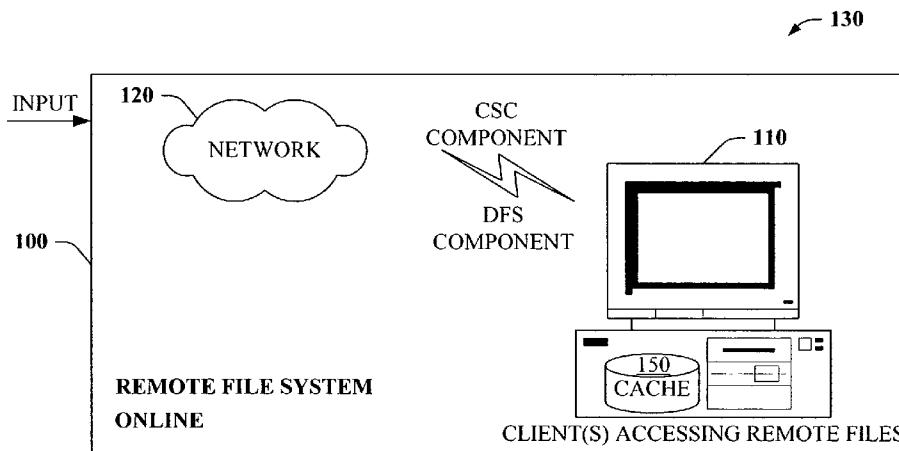 130
INPUT
120
NETWORK
CSC
COMPONENT
DFS
COMPONENT
110
100
150
CACHE
REMOTE FILE SYSTEM
ONLINE
CLIENT(S) ACCESSING REMOTE FILES